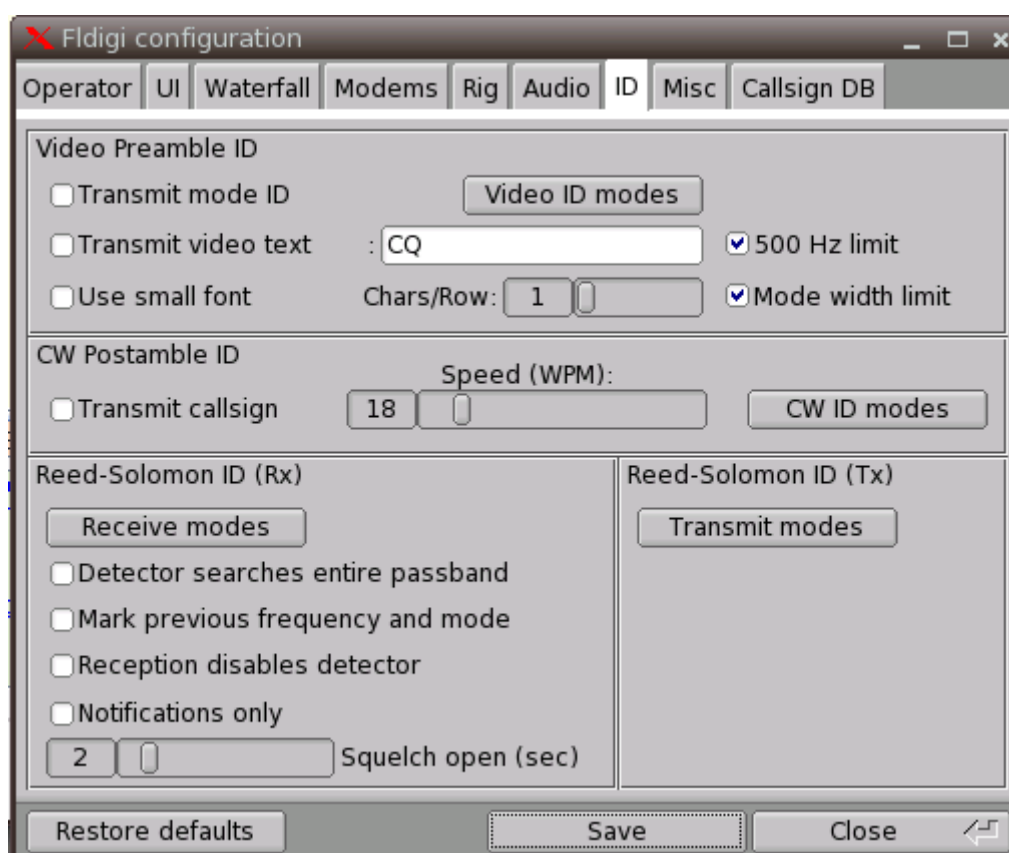 Fldigi configuration
Operator UI Waterfall Modems Rig Audio ID Misc Callsign DB
Video Preamble ID
Transmit mode ID Video ID modes
Transmit video text : CQ 500 Hz limit
Use small font Chars/Row: 1 Mode width limit
CW Postamble ID
Speed (WPM):
Transmit callsign 18 CW ID modes
Reed-Solomon ID (Rx) Reed-Solomon ID (Tx)
Receive modes Transmit modes
Detector searches entire passband
Mark previous frequency and mode
Reception disables detector
Notifications only
2 Squelch open (sec)
Restore defaults Save Close